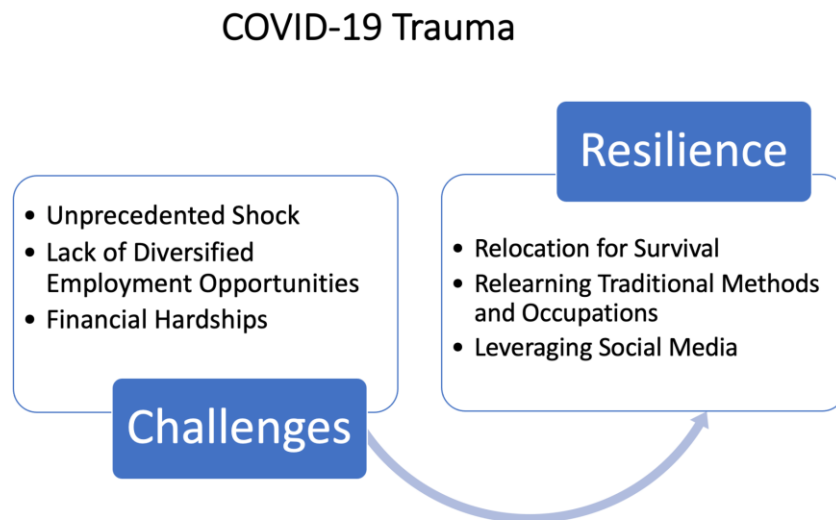 COVID-19 Trauma
• Unprecedented Shock
• Lack of Diversified
Employment Opportunities
• Financial Hardships
Challenges
Resilience
• Relocation for Survival
• Relearning Traditional Methods
and Occupations
• Leveraging Social Media